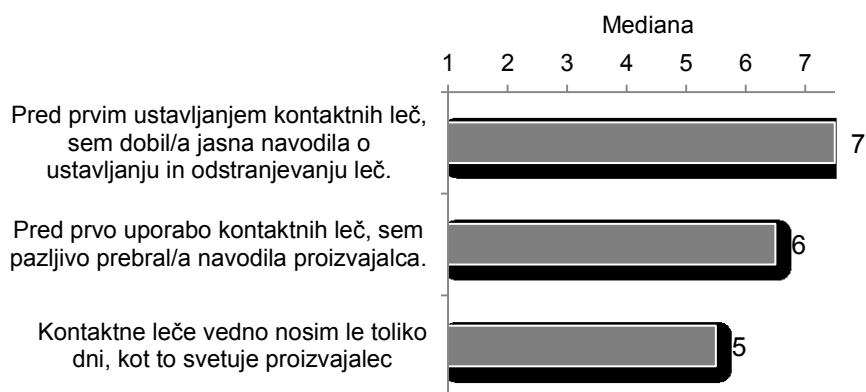 Mediana
1 2 3 4 5 6 7
Pred prvim ustavljanjem kontaktnih leč,
sem dobil/a jasna navodila o
ustavljanju in odstranjevanju leč.
7
Pred prvo uporabo kontaktnih leč, sem
pazljivo prebral/a navodila proizvajalca.
6
Kontaktne leče vedno nosim le toliko
dni, kot to svetuje proizvajalec
5